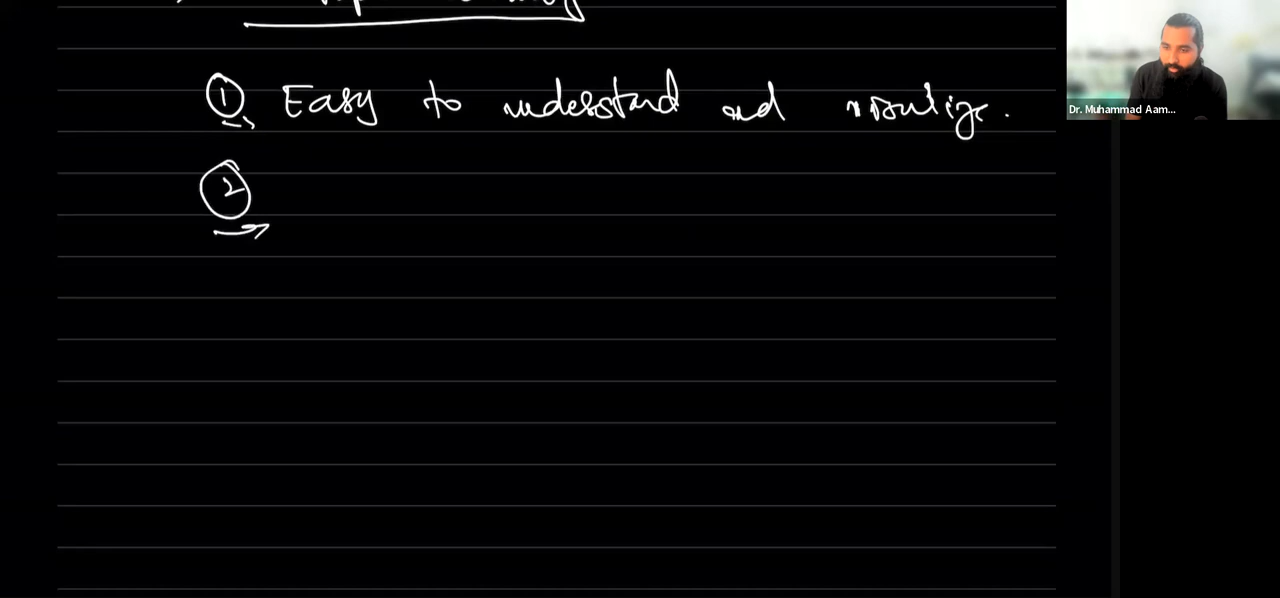 ① Easy to understand and visualize.
Dr. Muhammad Aam...
②